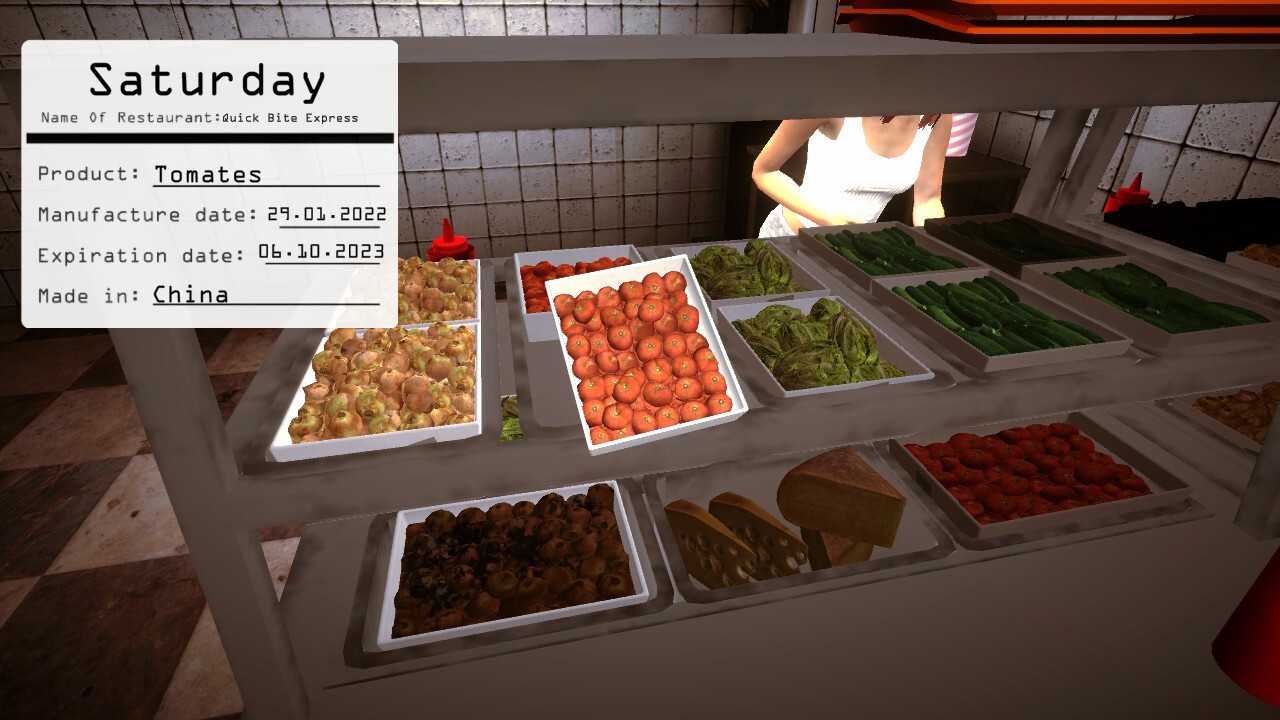 Saturday
Name Of Restaurant:Quick Bite Express
Product: Tomates
Manufacture date: 29.01.2022
Expiration date: 06.10.2023
Made in: China